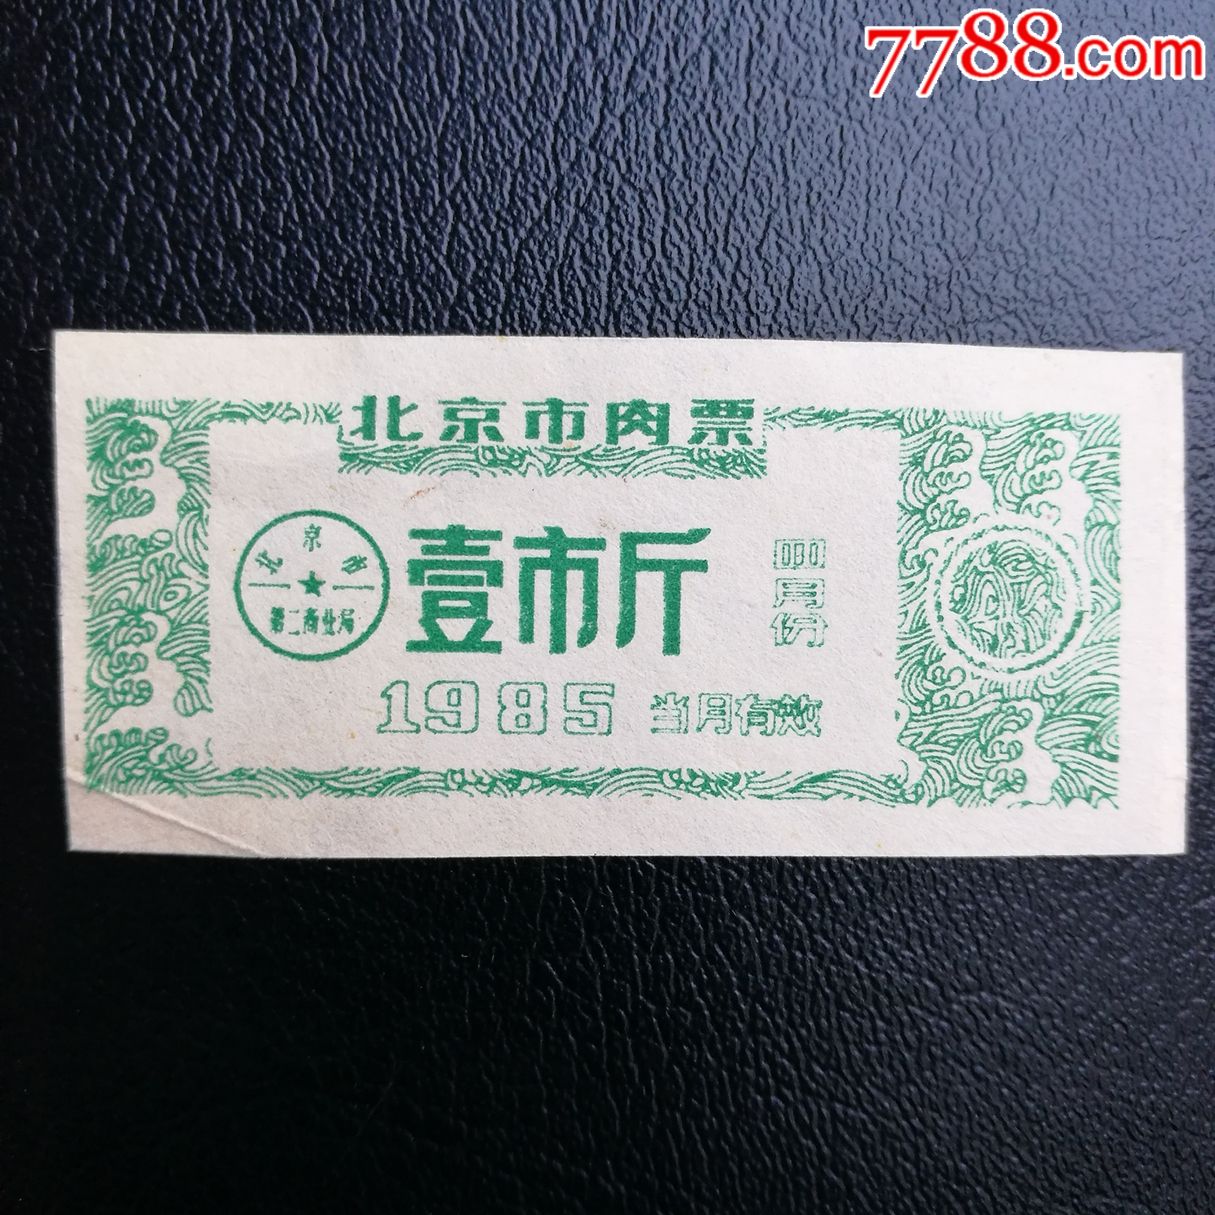 7788.com
北京市肉票
北京市
第二商业局
壹市斤
四月份
1985 当月有效